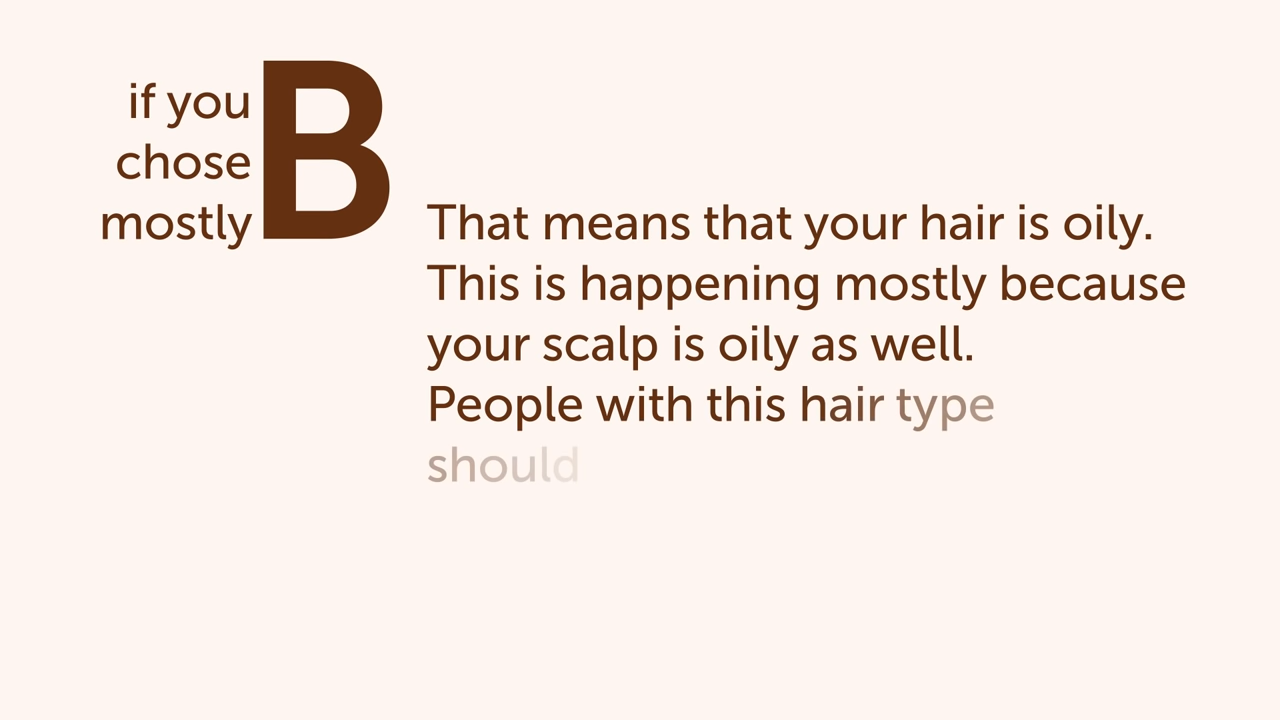 if you
chose
mostly
B
That means that your hair is oily.
This is happening mostly because
your scalp is oily as well.
People with this hair type
should